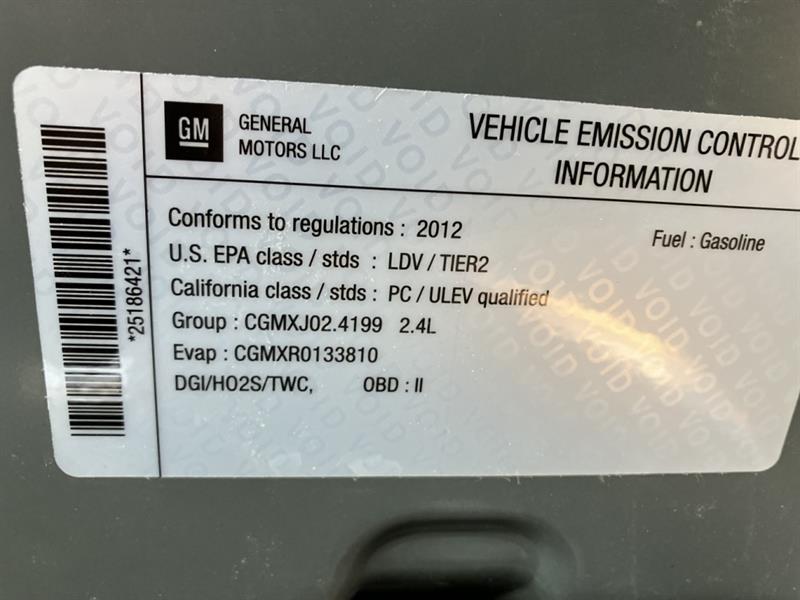 GM
GENERAL
MOTORS LLC
VEHICLE EMISSION CONTROL
INFORMATION
*25186421*
Conforms to regulations : 2012
Fuel : Gasoline
U.S. EPA class / stds : LDV / TIER2
California class / stds : PC / ULEV qualified
Group : CGMXJ02.4199 2.4L
Evap : CGMXR0133810
DGI/HO2S/TWC, OBD : II